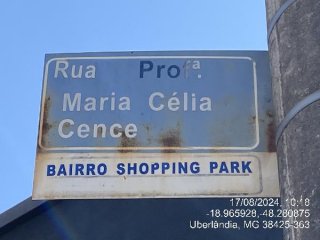 Rua Profª.
Maria Célia
Cence
BAIRRO SHOPPING PARK
17/08/2024, 10:18
-18.965928,-48.280875
Uberlândia, MG 38425-363